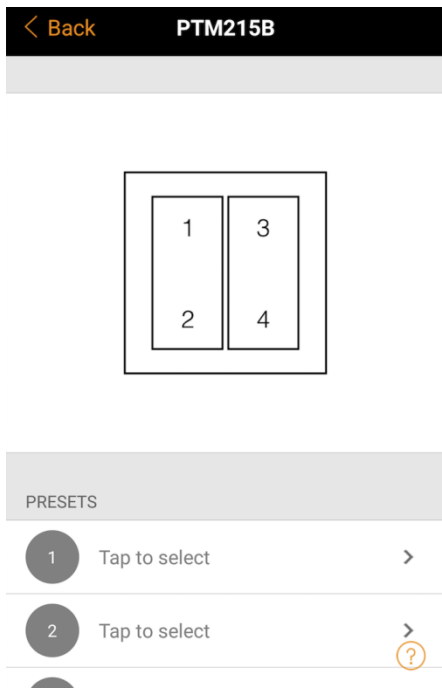 Back PTM215B
1 3
2 4
PRESETS
1 Tap to select
2 Tap to select
?